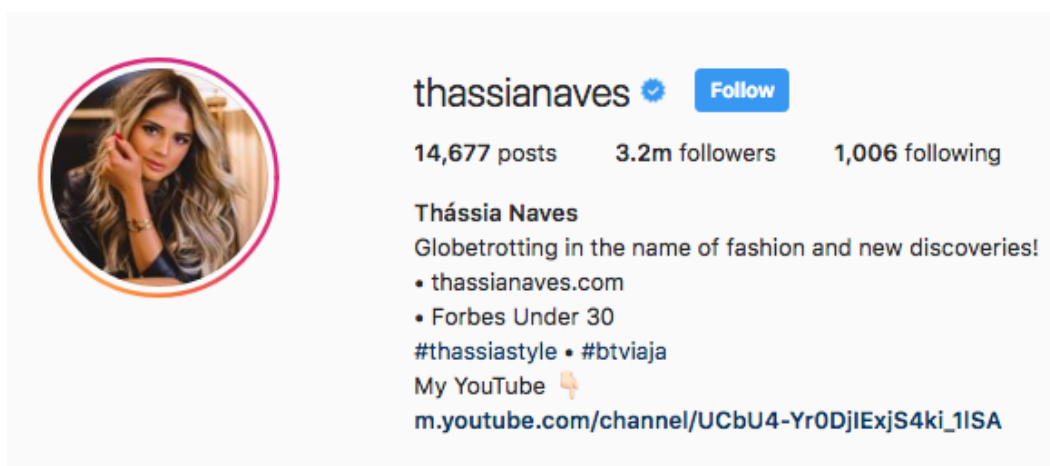 thassianaves Follow
14,677 posts 3.2m followers 1,006 following
Thássia Naves
Globetrotting in the name of fashion and new discoveries!
• thassianaves.com
• Forbes Under 30
#thassiastyle • #btviaja
My YouTube 👇🏻
m.youtube.com/channel/UCbU4-Yr0DjIExjS4ki_1lSA